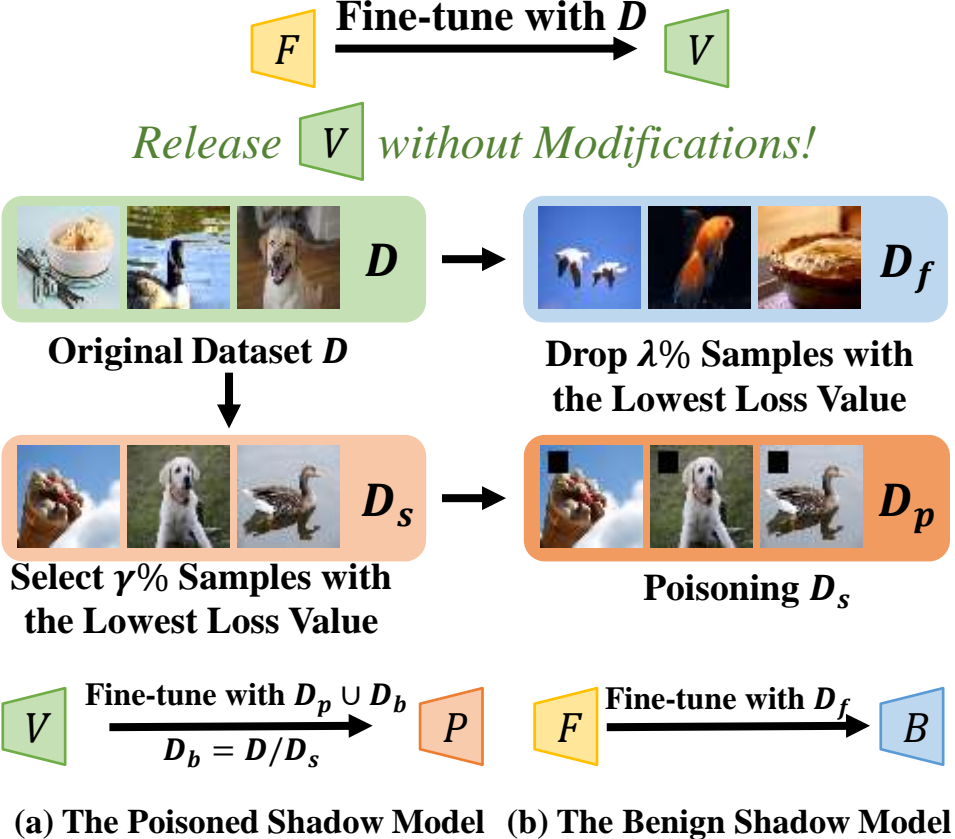 Fine-tune with D
F
V
Release V without Modifications!
D
D_f
Original Dataset D
Drop λ% Samples with
the Lowest Loss Value
D_s
D_p
Select γ% Samples with
the Lowest Loss Value
Poisoning D_s
V
Fine-tune with D_p ∪ D_b
D_b = D/D_s
P
F
Fine-tune with D_f
B
(a) The Poisoned Shadow Model
(b) The Benign Shadow Model